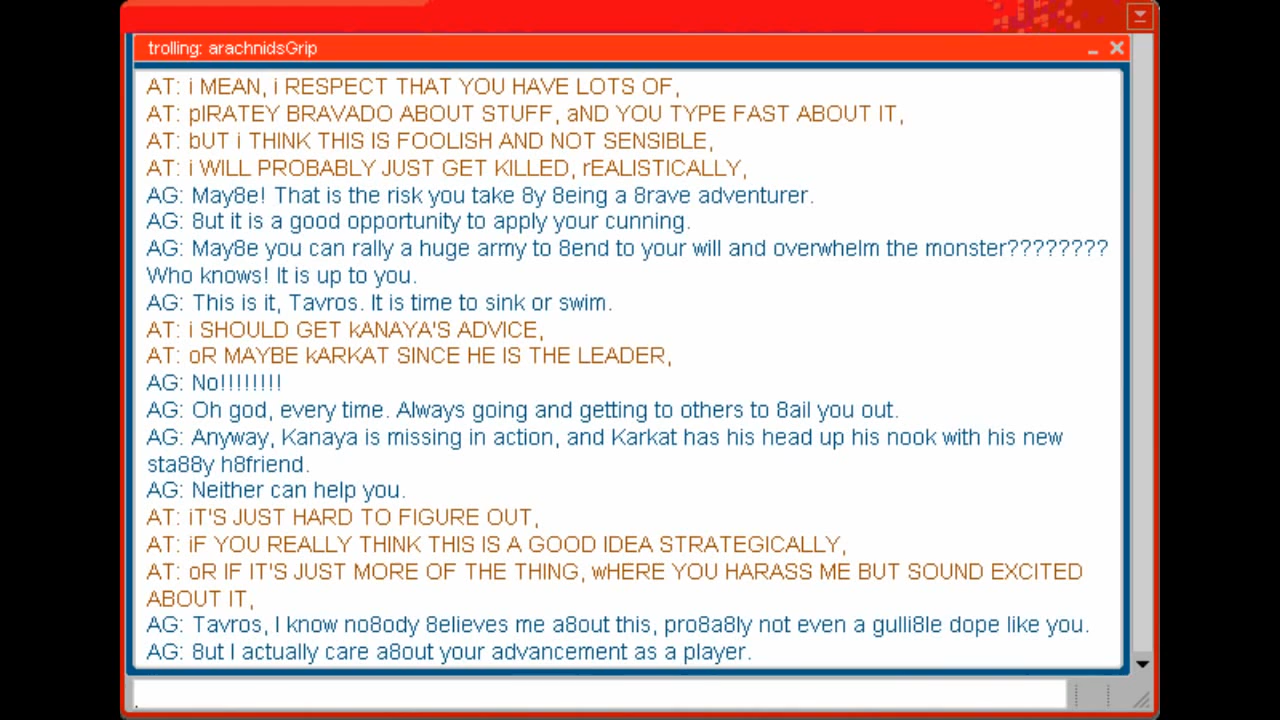 trolling: arachnidsGrip
AT: i MEAN, i RESPECT THAT YOU HAVE LOTS OF,
AT: pIRATEY BRAVADO ABOUT STUFF, aND YOU TYPE FAST ABOUT IT,
AT: bUT i THINK THIS IS FOOLISH AND NOT SENSIBLE,
AT: i WILL PROBABLY JUST GET KILLED, rEALISTICALLY,
AG: May8e! That is the risk you take 8y 8eing a 8rave adventurer.
AG: 8ut it is a good opportunity to apply your cunning.
AG: May8e you can rally a huge army to 8end to your will and overwhelm the monster????????
Who knows! It is up to you.
AG: This is it, Tavros. It is time to sink or swim.
AT: i SHOULD GET kANAYA'S ADVICE,
AT: oR MAYBE kARKAT SINCE HE IS THE LEADER,
AG: No!!!!!!!!
AG: Oh god, every time. Always going and getting to others to 8ail you out.
AG: Anyway, Kanaya is missing in action, and Karkat has his head up his nook with his new
sta88y h8friend.
AG: Neither can help you.
AT: iT'S JUST HARD TO FIGURE OUT,
AT: iF YOU REALLY THINK THIS IS A GOOD IDEA STRATEGICALLY,
AT: oR IF IT'S JUST MORE OF THE THING, wHERE YOU HARASS ME BUT SOUND EXCITED
ABOUT IT,
AG: Tavros, I know no8ody 8elieves me a8out this, pro8a8ly not even a gulli8le dope like you.
AG: 8ut I actually care a8out your advancement as a player.